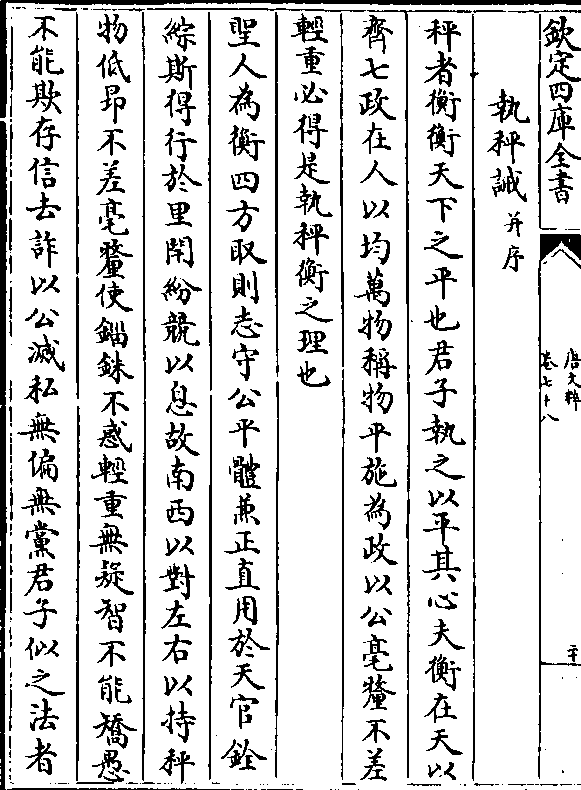 欽定四庫全書
唐文粹
卷七十八
二十
執秤誡并序
秤者衡衡天下之平也君子執之以平其心夫衡在天以
齊七政在人以均萬物稱物平施為政以公毫釐不差
輕重必得是執秤衡之理也
聖人為衡四方取則志守公平體兼正直用於天官銓
綜斯得行於里閈紛競以息故南西以對左右以持秤
物低昂不差毫釐使錙銖不惑輕重無疑智不能矯愚
不能欺存信去詐以公滅私無偏無黨君子似之法者